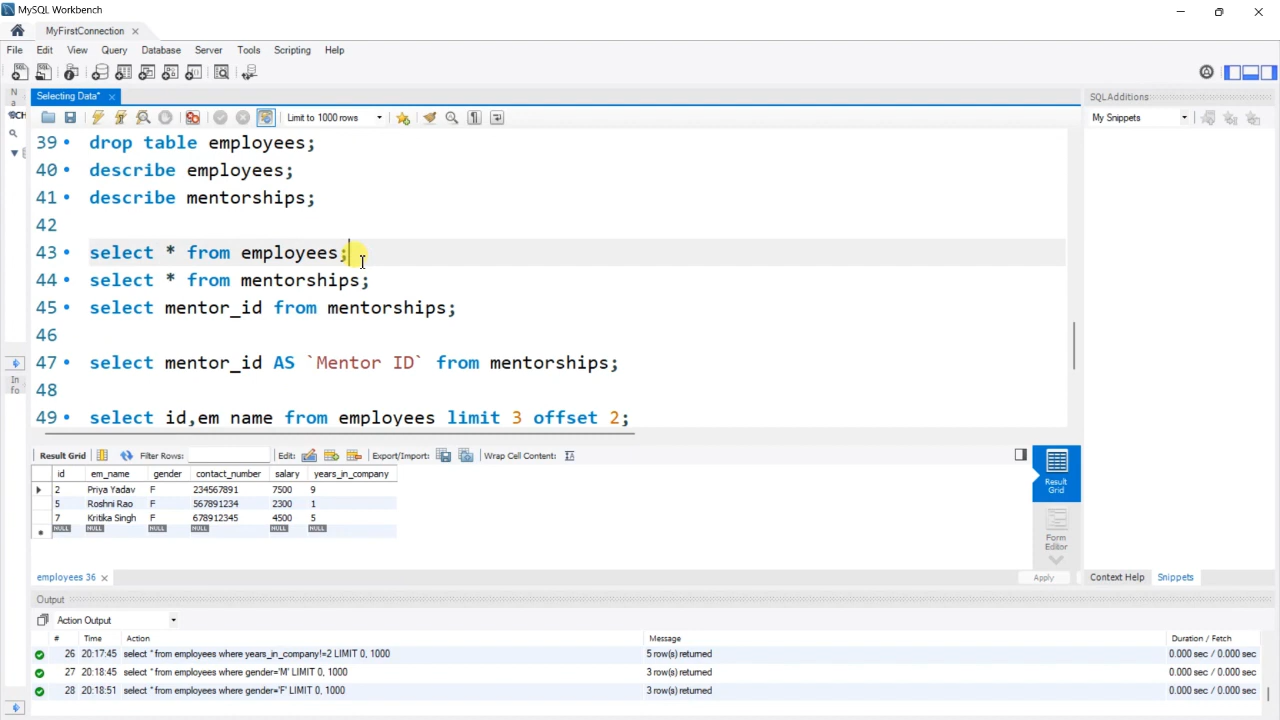 MySQL Workbench
MyFirstConnection
File Edit View Query Database Server Tools Scripting Help
Selecting Data*
SQLAdditions
Limit to 1000 rows
My Snippets
39 drop table employees;
40 describe employees;
41 describe mentorships;
42
43 select * from employees;
44 select * from mentorships;
45 select mentor_id from mentorships;
46
47 select mentor_id AS `Mentor ID` from mentorships;
48
49 select id,em_name from employees limit 3 offset 2;
Result Grid Filter Rows: Edit: Export/Import: Wrap Cell Content: IA
id em_name gender contact_number salary years_in_company
2 Priya Yadav F 234567891 7500 9
5 Roshni Rao F 567891234 2300 1
7 Kritika Singh F 678912345 4500 5
NULL NULL NULL NULL NULL NULL
Result
Grid
Form
Editor
employees 36 Apply Context Help Snippets
Output
Action Output
# Time Action Message Duration / Fetch
26 20:17:45 select * from employees where years_in_company!=2 LIMIT 0, 1000 5 row(s) returned 0.000 sec / 0.000 sec
27 20:18:45 select * from employees where gender='M' LIMIT 0, 1000 3 row(s) returned 0.000 sec / 0.000 sec
28 20:18:51 select * from employees where gender='F' LIMIT 0, 1000 3 row(s) returned 0.000 sec / 0.000 sec